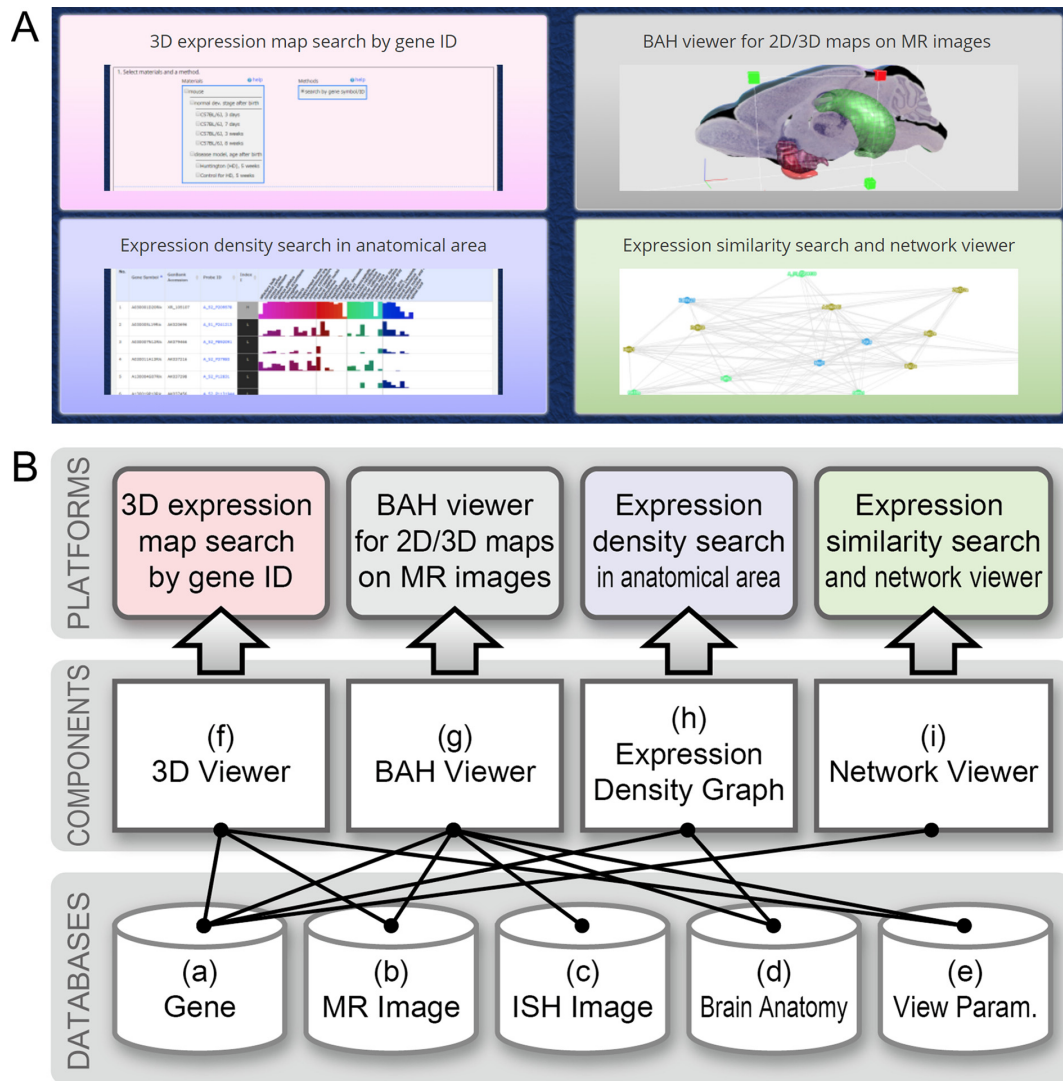 A
3D expression map search by gene ID
1. Select materials and a method.
Materials help
Methods help
mouse
search by gene symbol/ID
normal dev. stage after birth
C57BL/6J, 3 days
C57BL/6J, 7 days
C57BL/6J, 3 weeks
C57BL/6J, 8 weeks
disease model, age after birth
Huntington (HD), 5 weeks
Control for HD, 5 weeks
BAH viewer for 2D/3D maps on MR images
Expression density search in anatomical area
No.
Gene Symbol
GenBank Accession
Probe ID
1
2
3
4
5
Expression similarity search and network viewer
B
PLATFORMS
3D expression
map search
by gene ID
BAH viewer
for 2D/3D maps
on MR images
Expression
density search
in anatomical area
Expression
similarity search
and network viewer
COMPONENTS
(f)
3D Viewer
(g)
BAH Viewer
(h)
Expression
Density Graph
(i)
Network Viewer
DATABASES
(a)
Gene
(b)
MR Image
(c)
ISH Image
(d)
Brain Anatomy
(e)
View Param.